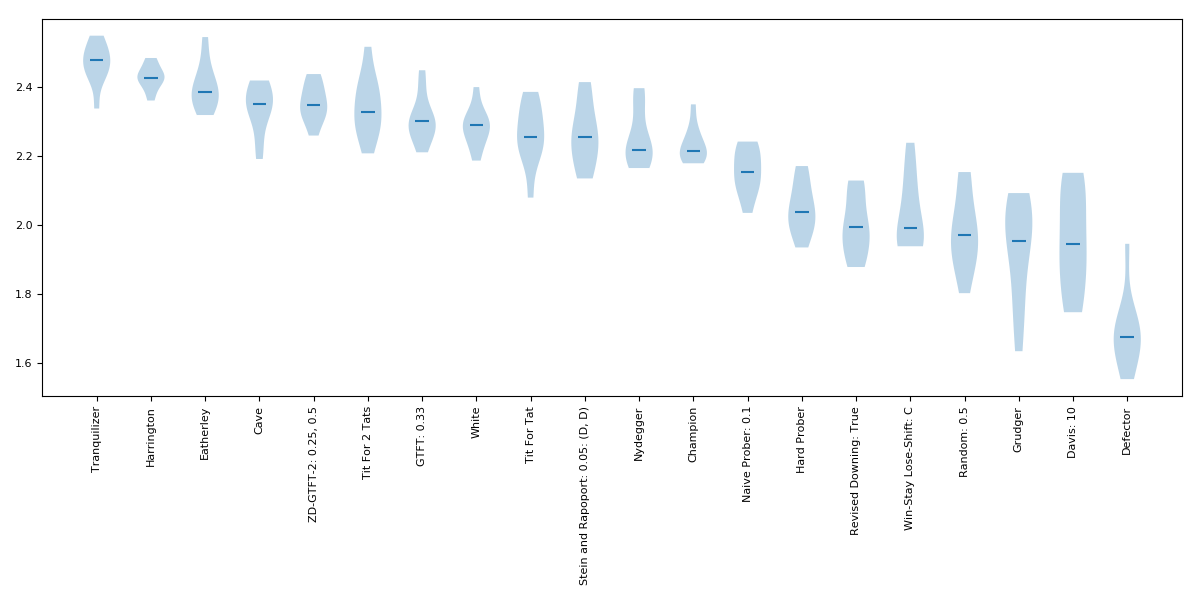 2.4
2.2
2.0
1.8
1.6
Tranquilizer
Harrington
Eatherley
Cave
ZD-GTFT-2: 0.25, 0.5
Tit For 2 Tats
GTFT: 0.33
White
Tit For Tat
Stein and Rapoport: 0.05: (D, D)
Nydegger
Champion
Naive Prober: 0.1
Hard Prober
Revised Downing: True
Win-Stay Lose-Shift: C
Random: 0.5
Grudger
Davis: 10
Defector